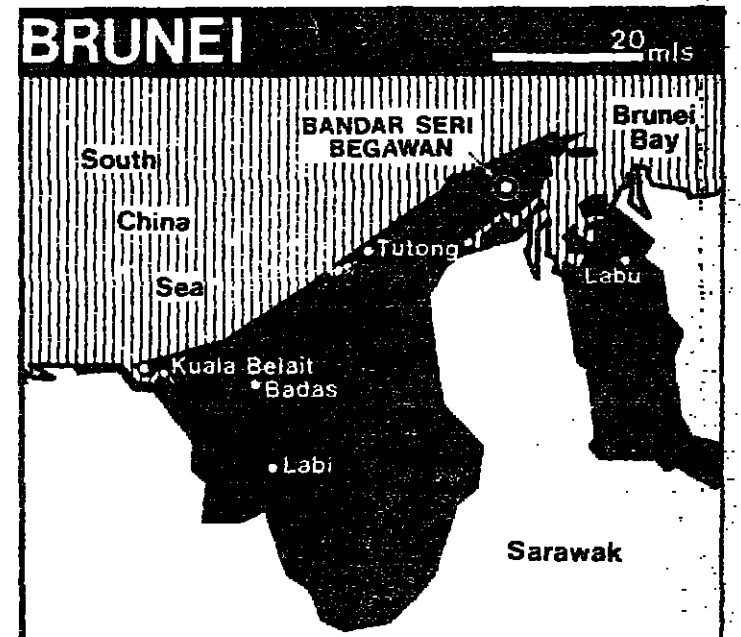 BRUNEI
20 mls
BANDAR SERI
BEGAWAN
Brunei
Bay
South
China
Sea
Tutong
Labu
Kuala Belait
Badas
Labi
Sarawak